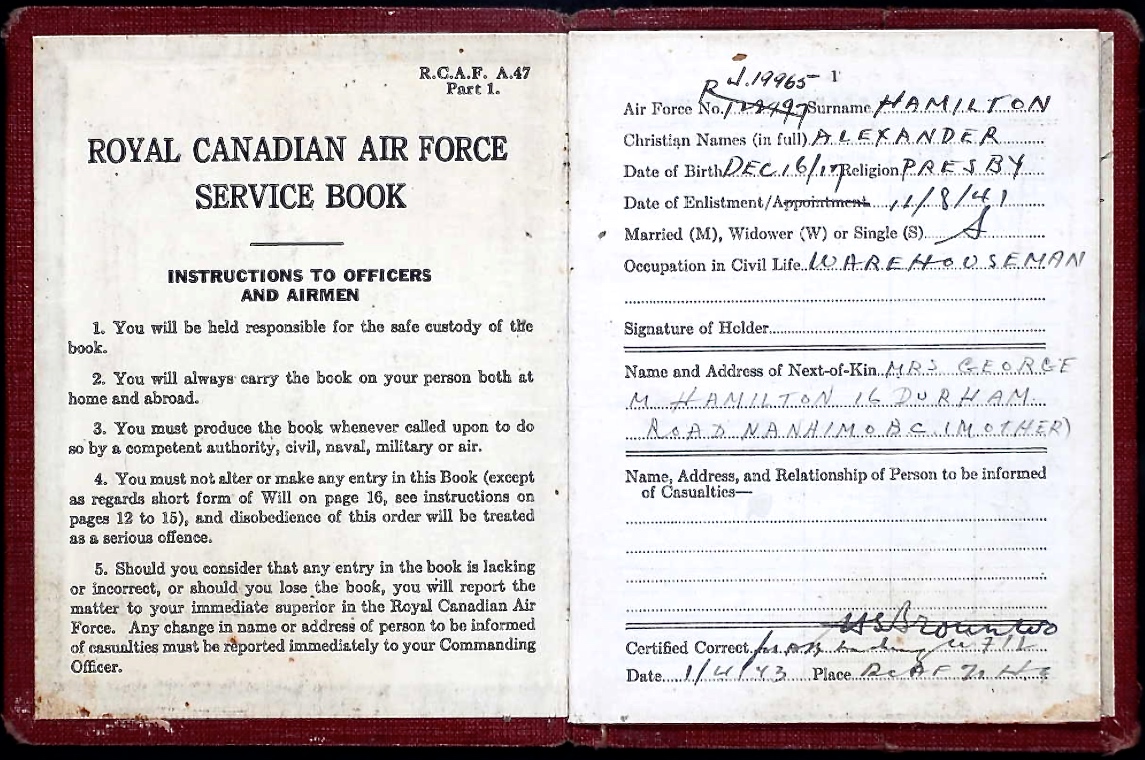 R.C.A.F. A.47
Part 1.
ROYAL CANADIAN AIR FORCE
SERVICE BOOK
INSTRUCTIONS TO OFFICERS
AND AIRMEN
1. You will be held responsible for the safe custody of the
book.
2. You will always carry the book on your person both at
home and abroad.
3. You must produce the book whenever called upon to do
so by a competent authority, civil, naval, military or air.
4. You must not alter or make any entry in this Book (except
as regards short form of Will on page 16, see instructions on
pages 12 to 15), and disobedience of this order will be treated
as a serious offence.
5. Should you consider that any entry in the book is lacking
or incorrect, or should you lose the book, you will report the
matter to your immediate superior in the Royal Canadian Air
Force. Any change in name or address of person to be informed
of casualties must be reported immediately to your Commanding
Officer.
1
J.19965
Air Force No. R Surname HAMILTON
Christian Names (in full) ALEXANDER
Date of Birth DEC 16/17 Religion PRESBY
Date of Enlistment/Appointment 11/8/41
Married (M), Widower (W) or Single (S) S
Occupation in Civil Life WAREHOUSEMAN
Signature of Holder
Name and Address of Next-of-Kin MRS GEORGE
M HAMILTON 16 DURHAM
ROAD NANAIMO BC (MOTHER)
Name, Address, and Relationship of Person to be informed
of Casualties—
Certified Correct
Date 1/4/43 Place RCAF